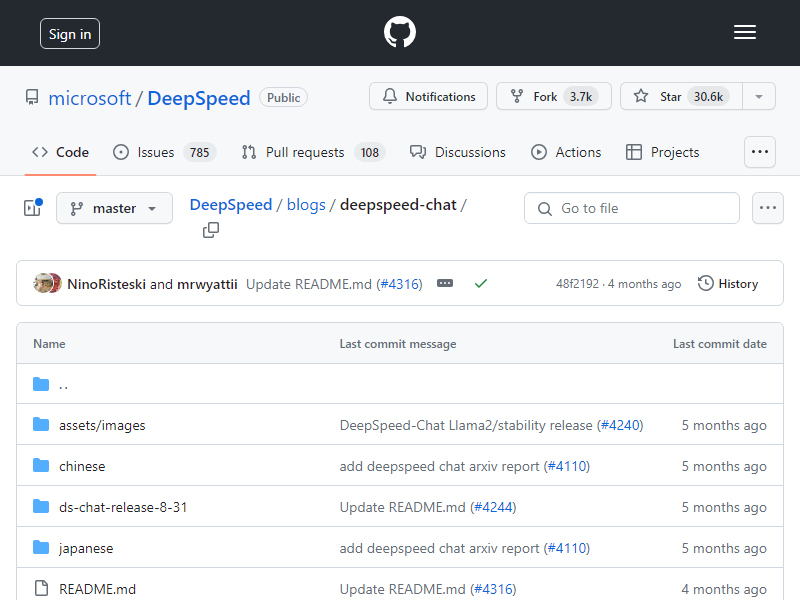 Sign in
microsoft / DeepSpeed Public
Notifications Fork 3.7k Star 30.6k
Code Issues 785 Pull requests 108 Discussions Actions Projects
master DeepSpeed / blogs / deepspeed-chat / Go to file
NinoRisteski and mrwyattii Update README.md (#4316) 48f2192 · 4 months ago History
Name Last commit message Last commit date
..
assets/images DeepSpeed-Chat Llama2/stability release (#4240) 5 months ago
chinese add deepspeed chat arxiv report (#4110) 5 months ago
ds-chat-release-8-31 Update README.md (#4244) 5 months ago
japanese add deepspeed chat arxiv report (#4110) 5 months ago
README.md Update README.md (#4316) 4 months ago